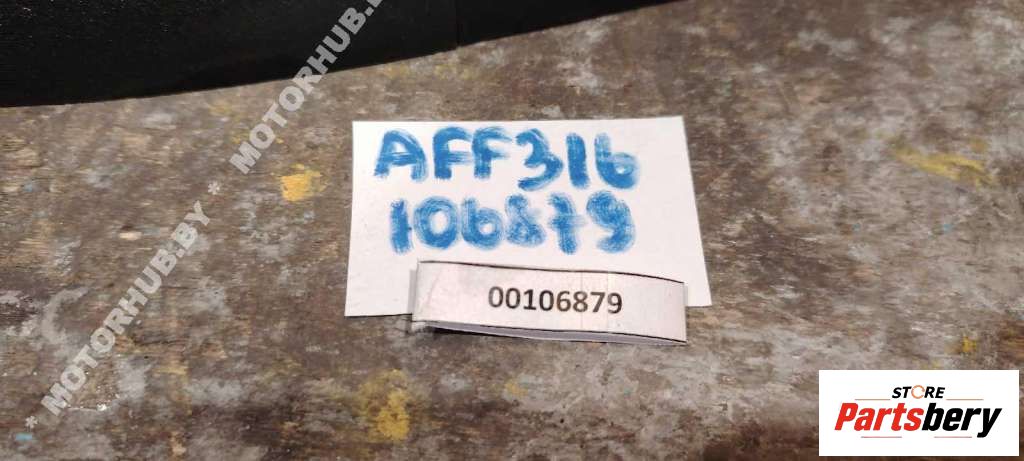 * MOTORHUB.BY * MOTORHUB.BY
AFF316
106879
00106879
STORE
Partsbery